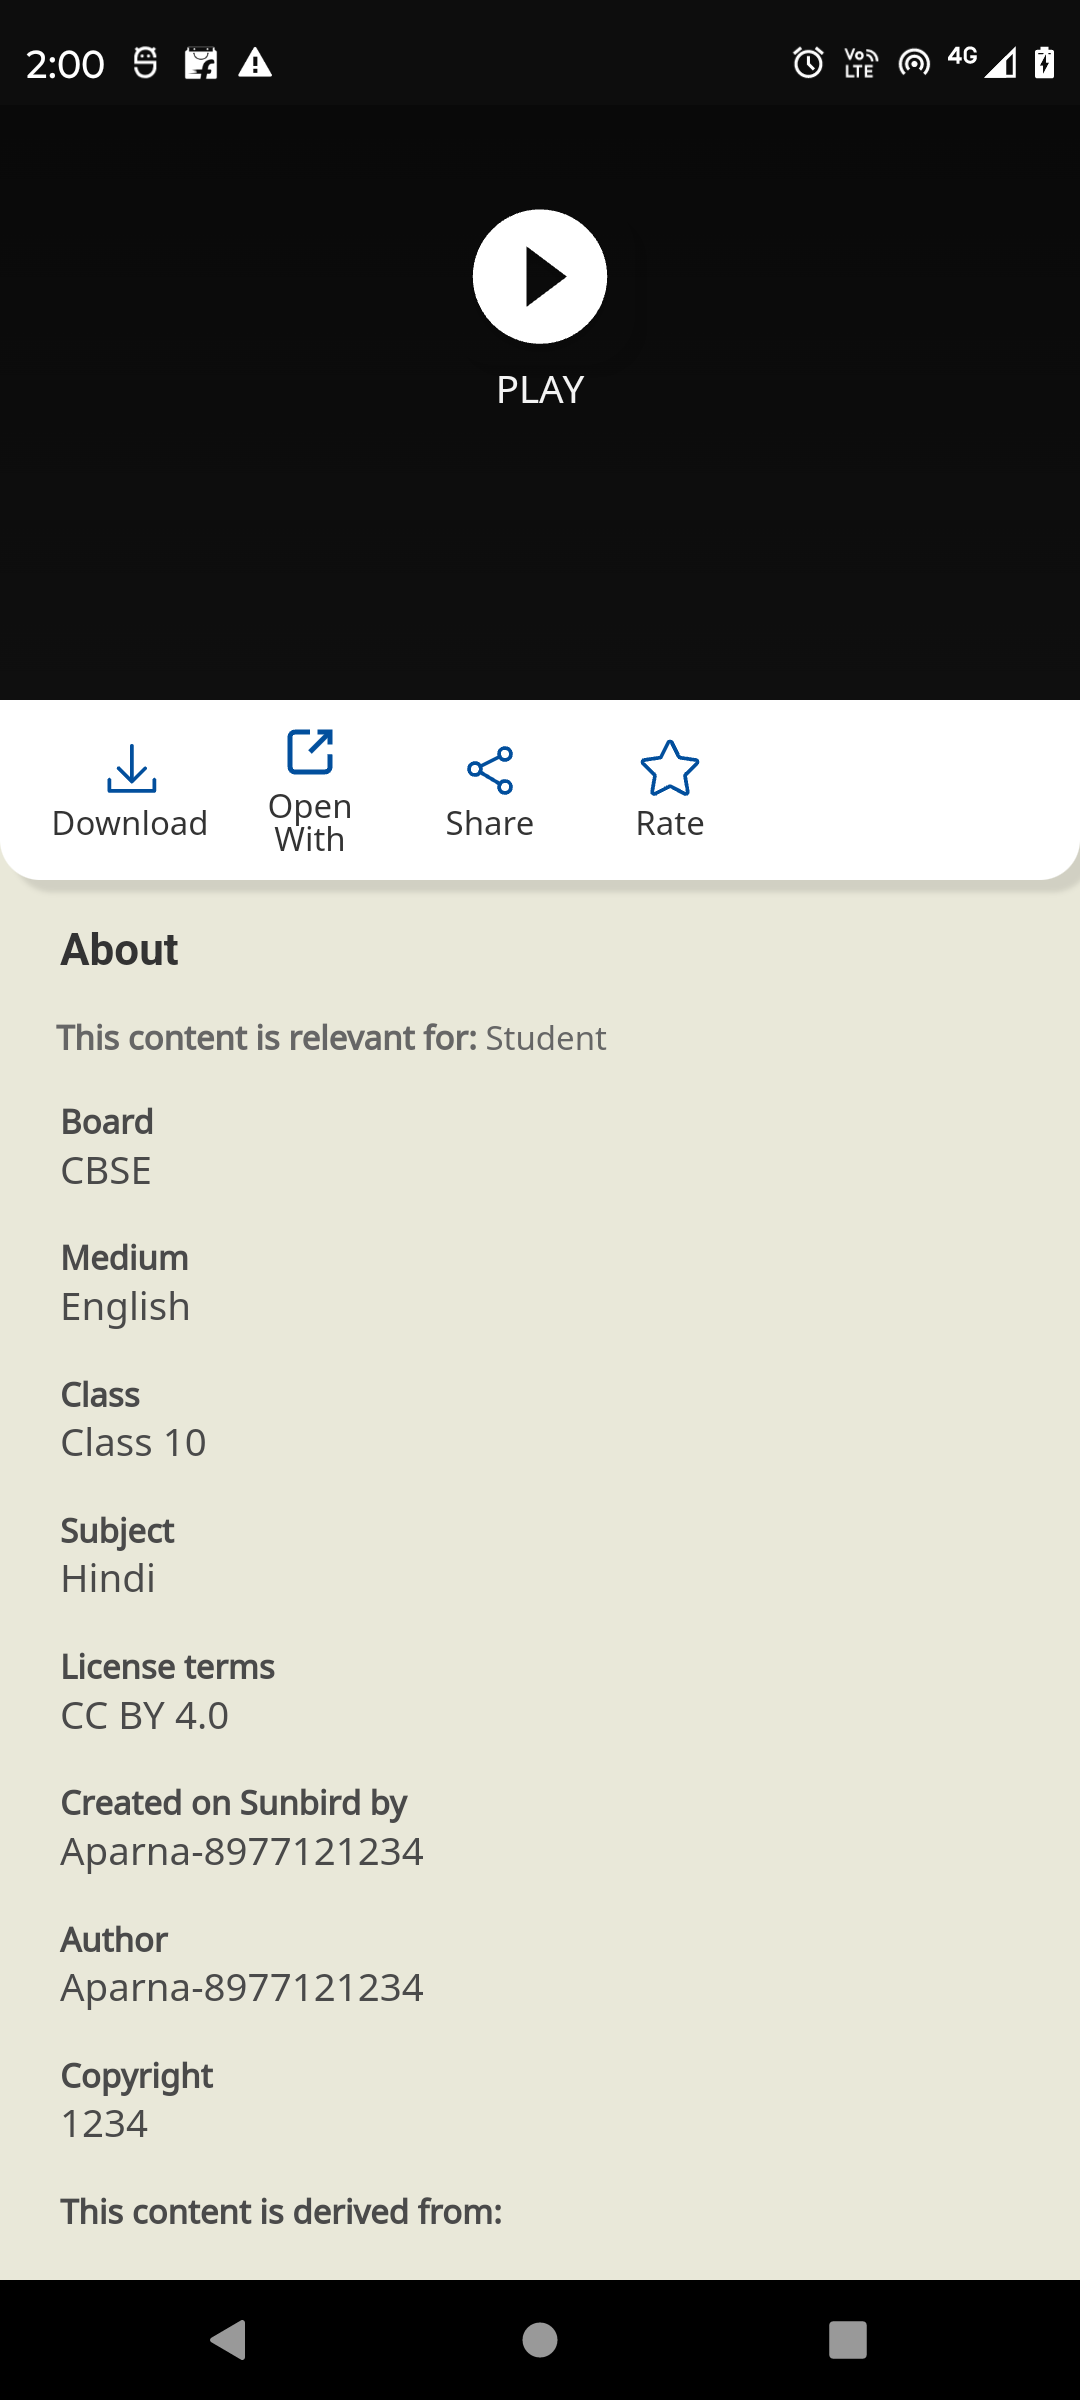 2:00
Vo LTE
4G
PLAY
Download
Open
With
Share
Rate
About
This content is relevant for: Student
Board
CBSE
Medium
English
Class
Class 10
Subject
Hindi
License terms
CC BY 4.0
Created on Sunbird by
Aparna-8977121234
Author
Aparna-8977121234
Copyright
1234
This content is derived from: